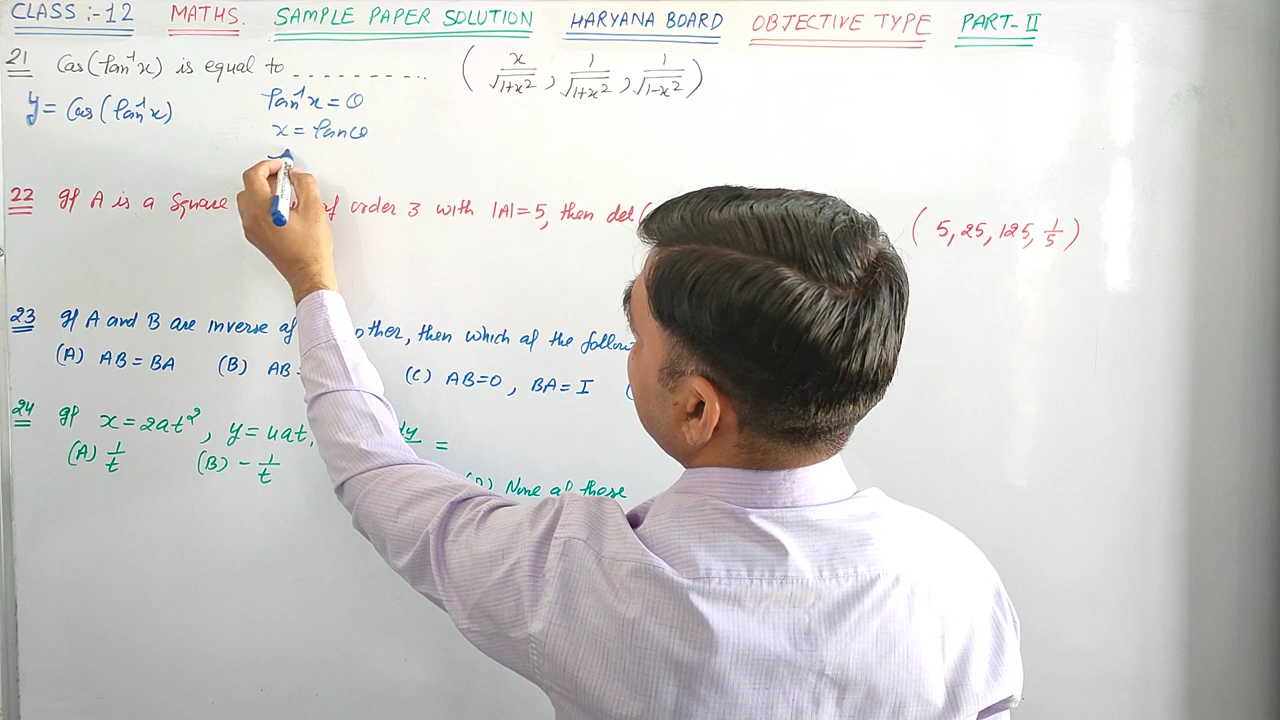 CLASS :- 12 MATHS. SAMPLE PAPER SOLUTION HARYANA BOARD OBJECTIVE TYPE PART-II
21 Cos(tan⁻¹x) is equal to ---------- ( x/√1+x², 1/√1+x², 1/√1-x² )
y = Cos(tan⁻¹x) tan⁻¹x = θ
x = tanθ
22 If A is a Square of order 3 with |A|=5, then det ( 5, 25, 125, 1/5 )
23 If A and B are inverse of other, then which of the
(A) AB = BA (B) AB (C) AB=0, BA=I
24 If x=2at², y=4at, dy =
(A) 1/t (B) -1/t None of these